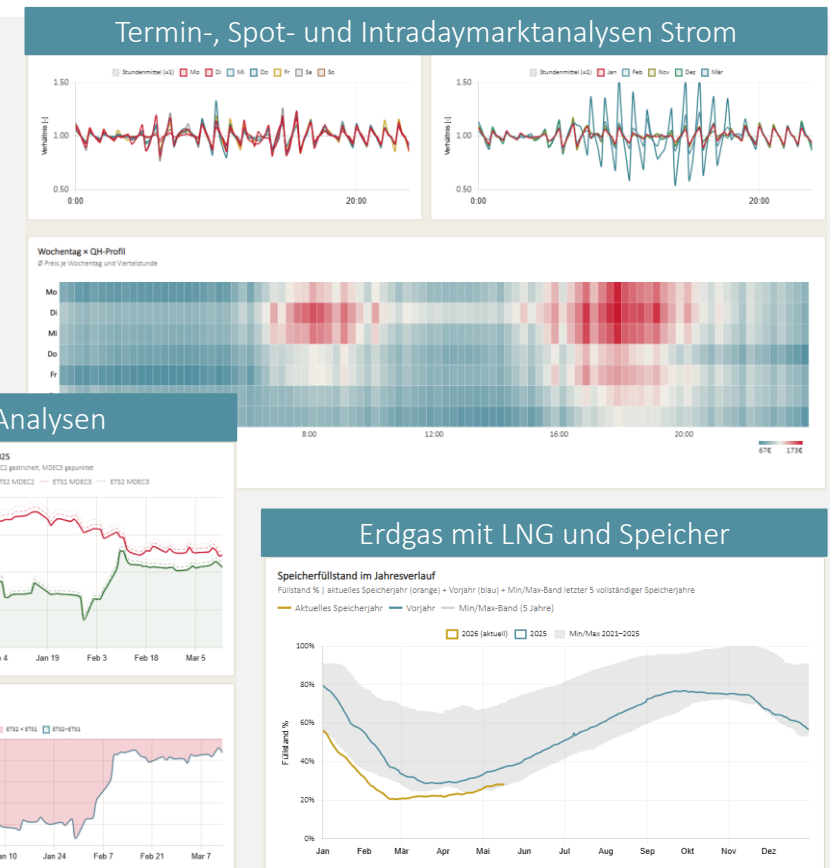 Termin-, Spot- und Intradaymarktanalysen Strom
Stundenmittel (=1) Mo Di Mi Do Fr Sa So
1.50
1.00
0.50
Verhältnis [-]
0:00 20:00
Stundenmittel (=1) Jan Feb Nov Dez Mär
1.50
1.00
0.50
Verhältnis [-]
0:00 20:00
Wochentag × QH-Profil
Ø Preis je Wochentag und Viertelstunde
Mo
Di
Mi
Do
Fr
8:00 12:00 16:00 20:00
67€ 173€
Analysen
gestrichelt, MDEC3 gepunktet
ETS2 MDEC2 ETS1 MDEC3 ETS2 MDEC3
4 Jan 19 Feb 3 Feb 18 Mar 5
ETS2 < ETS1 ETS2-ETS1
10 Jan 24 Feb 7 Feb 21 Mar 7
Erdgas mit LNG und Speicher
Speicherfüllstand im Jahresverlauf
Füllstand % | aktuelles Speicherjahr (orange) + Vorjahr (blau) + Min/Max-Band letzter 5 vollständiger Speicherjahre
Aktuelles Speicherjahr Vorjahr Min/Max-Band (5 Jahre)
2026 (aktuell) 2025 Min/Max 2021–2025
100%
80%
60%
40%
20%
0%
Füllstand %
Jan Feb Mär Apr Mai Jun Jul Aug Sep Okt Nov Dez